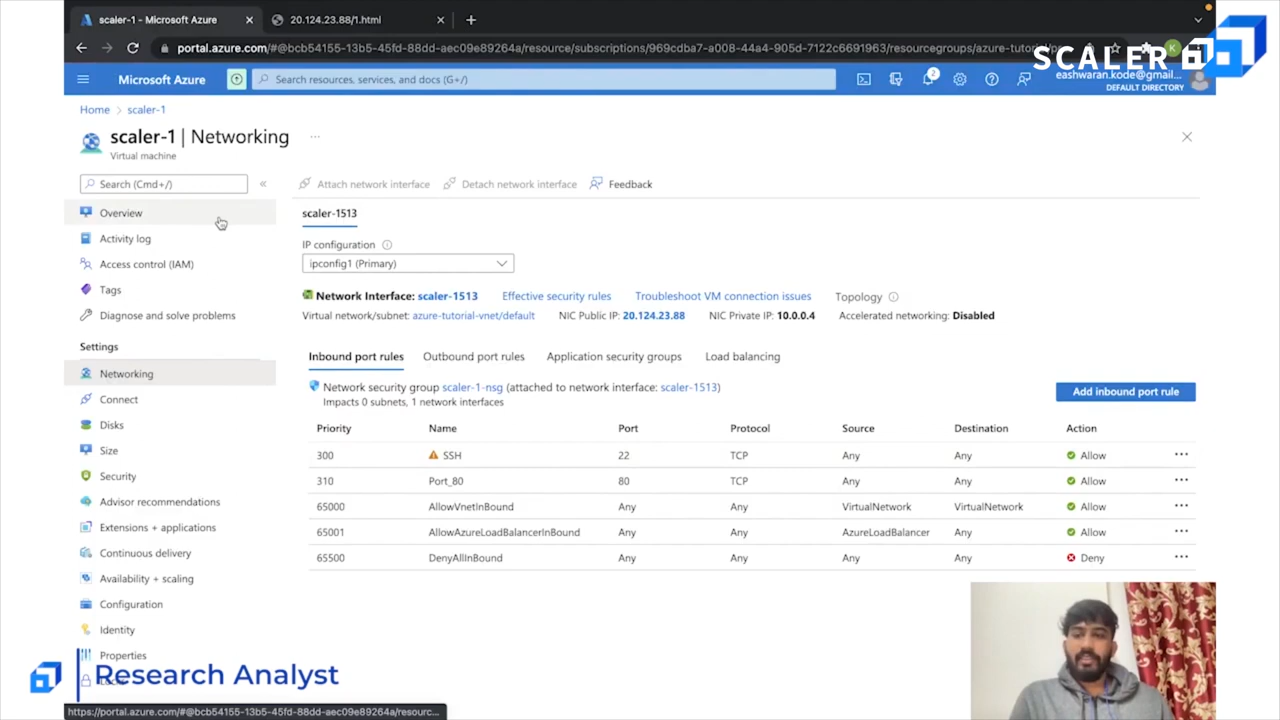 scaler-1 - Microsoft Azure
20.124.23.88/1.html
portal.azure.com/#@bcb54155-13b5-45fd-88dd-aec09e89264a/resource/subscriptions/969cdba7-a008-44a4-905d-7122c6691963/resourcegroups/azure-tutor
K
SCALER
Microsoft Azure
Search resources, services, and docs (G+/)
2
eashwaran.kode@gmail...
DEFAULT DIRECTORY
Home > scaler-1
scaler-1 | Networking ...
Virtual machine
Search (Cmd+/)
Overview
Activity log
Access control (IAM)
Tags
Diagnose and solve problems
Settings
Networking
Connect
Disks
Size
Security
Advisor recommendations
Extensions + applications
Continuous delivery
Availability + scaling
Configuration
Identity
Properties
Attach network interface Detach network interface Feedback
scaler-1513
IP configuration
ipconfig1 (Primary)
Network Interface: scaler-1513 Effective security rules Troubleshoot VM connection issues Topology
Virtual network/subnet: azure-tutorial-vnet/default NIC Public IP: 20.124.23.88 NIC Private IP: 10.0.0.4 Accelerated networking: Disabled
Inbound port rules Outbound port rules Application security groups Load balancing
Network security group scaler-1-nsg (attached to network interface: scaler-1513)
Impacts 0 subnets, 1 network interfaces
Add inbound port rule
Priority Name Port Protocol Source Destination Action
300 SSH 22 TCP Any Any Allow
310 Port_80 80 TCP Any Any Allow
65000 AllowVnetInBound Any Any VirtualNetwork VirtualNetwork Allow
65001 AllowAzureLoadBalancerInBound Any Any AzureLoadBalancer Any Allow
65500 DenyAllInBound Any Any Any Any Deny
Research Analyst
https://portal.azure.com/#@bcb54155-13b5-45fd-88dd-aec09e89264a/resourc...